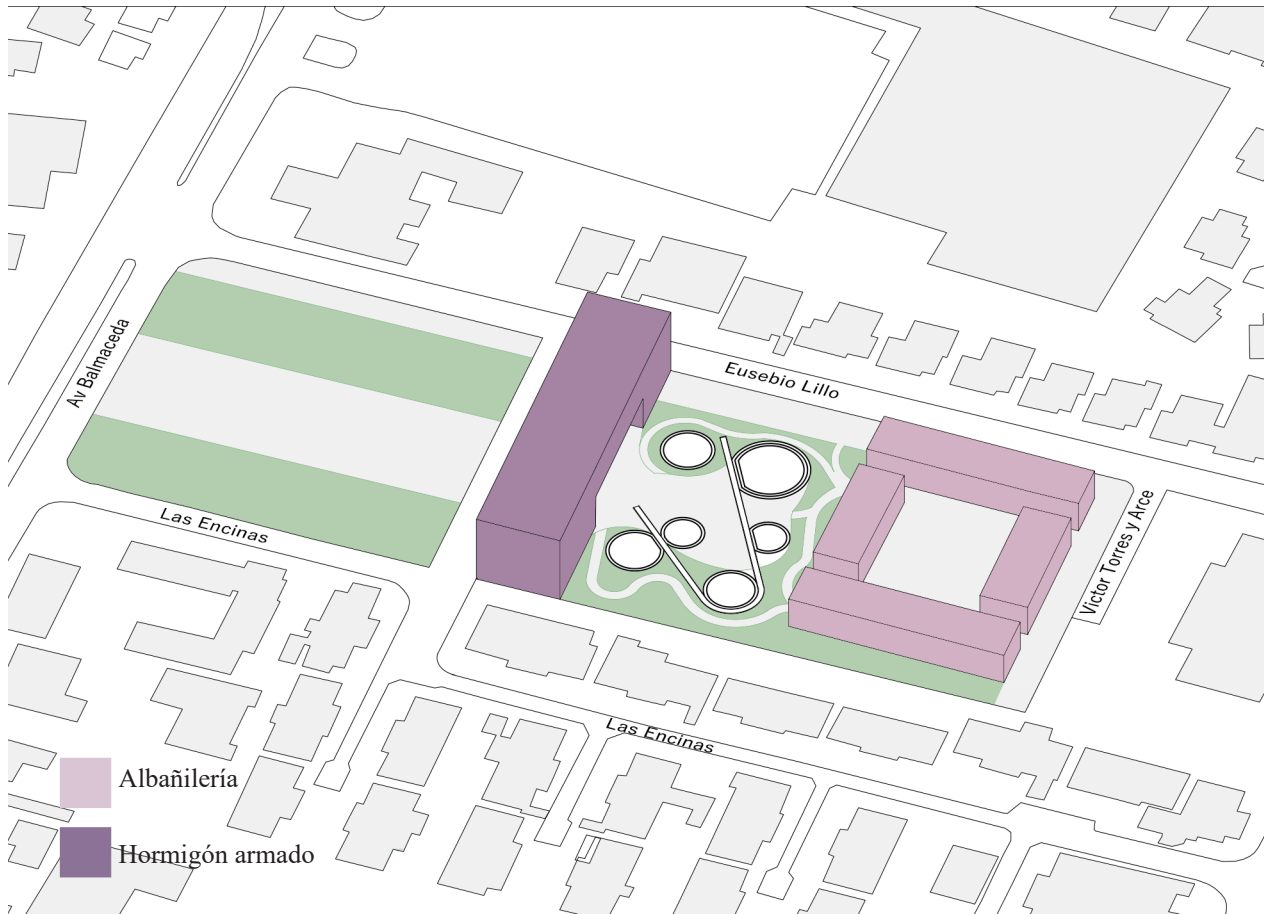 Av Balmaceda
Eusebio Lillo
Victor Torres y Arce
Las Encinas
Las Encinas
Albañilería
Hormigón armado